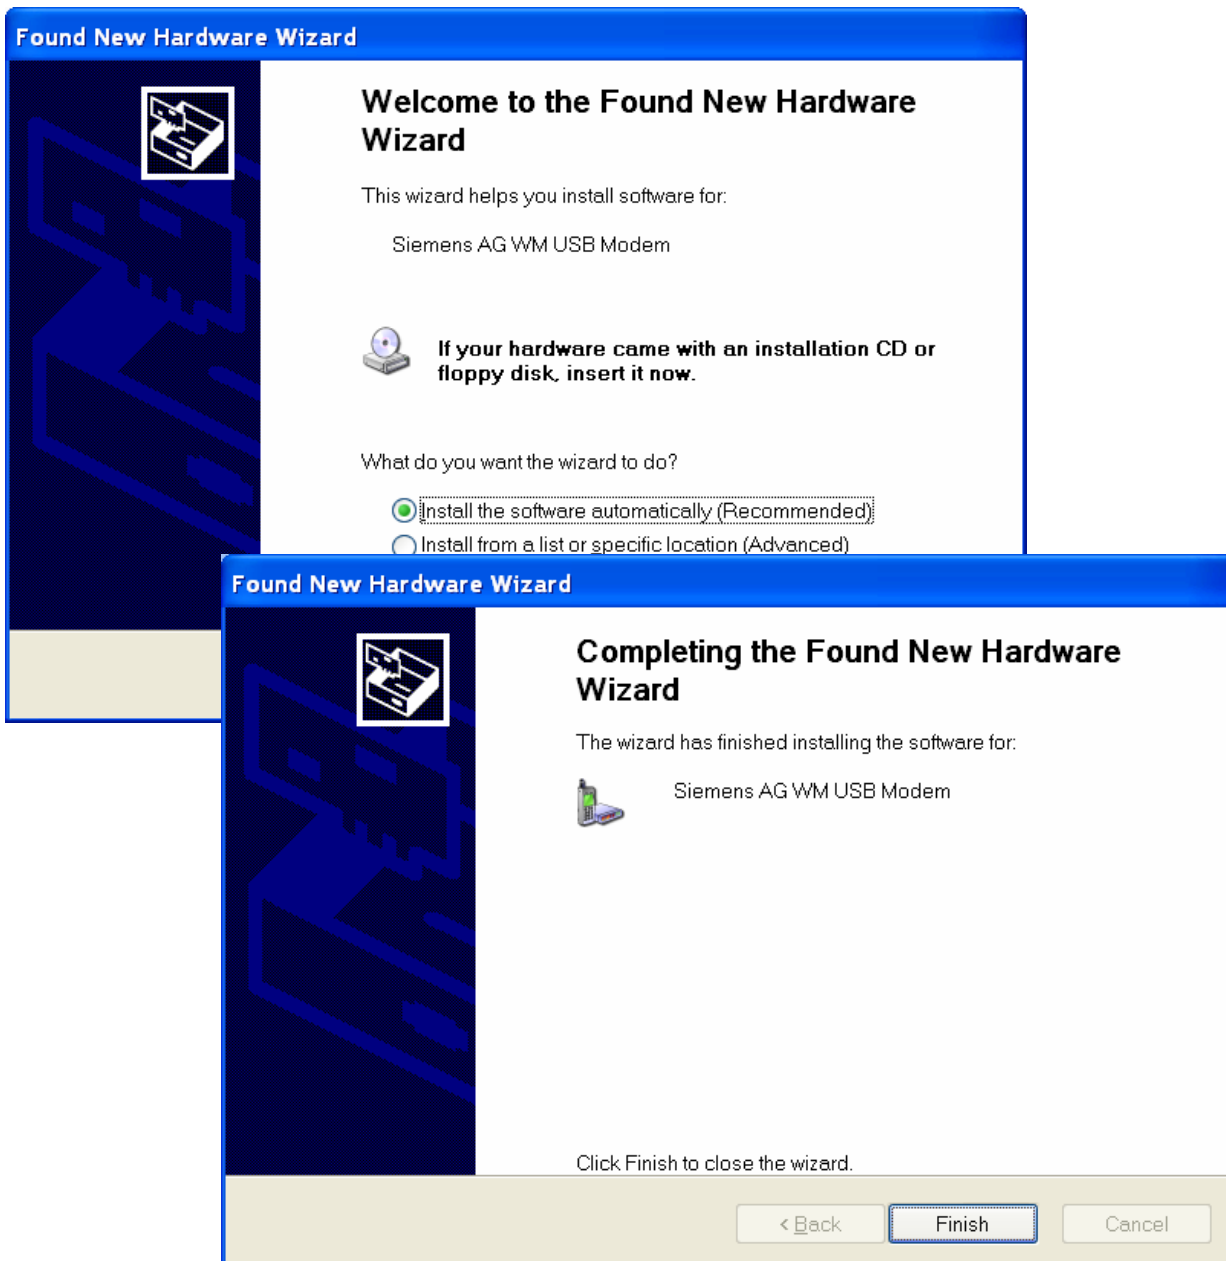 Found New Hardware Wizard
Welcome to the Found New Hardware
Wizard
This wizard helps you install software for:
Siemens AG WM USB Modem
If your hardware came with an installation CD or
floppy disk, insert it now.
What do you want the wizard to do?
Install the software automatically (Recommended)
Install from a list or specific location (Advanced)
Found New Hardware Wizard
Completing the Found New Hardware
Wizard
The wizard has finished installing the software for:
Siemens AG WM USB Modem
Click Finish to close the wizard.
< Back Finish Cancel